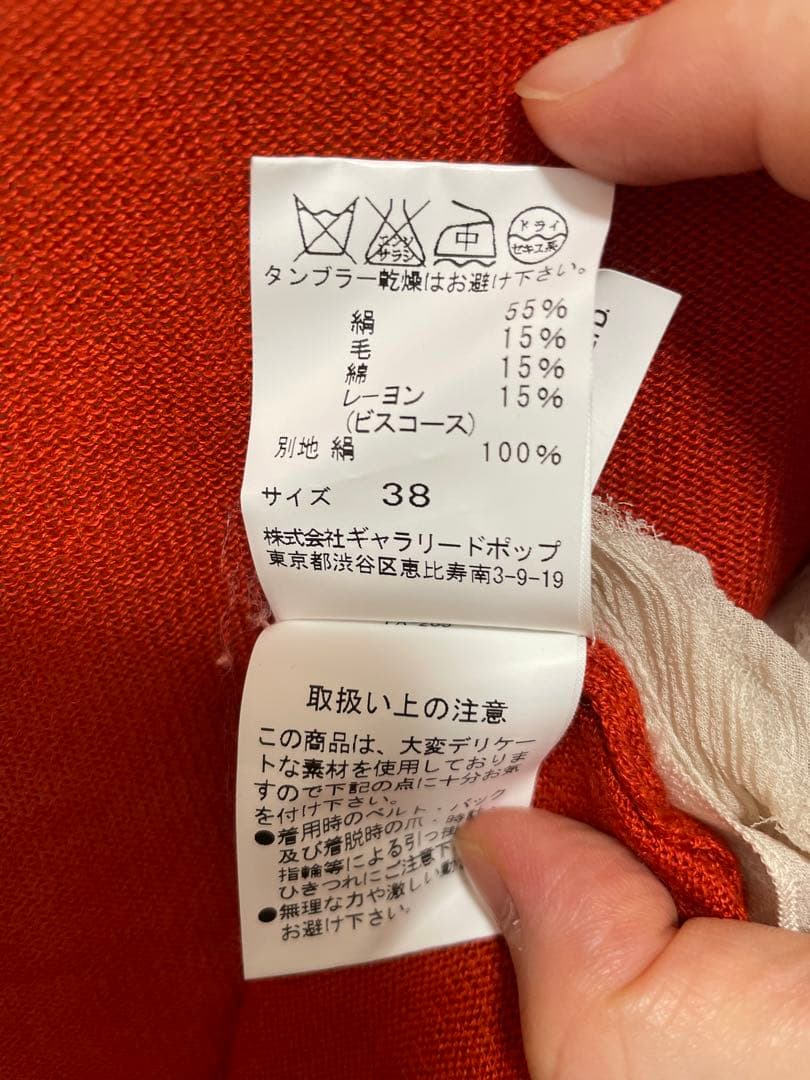 エンソ
サラシ
中
ドライ
セキユ系
タンブラー乾燥はお避け下さい。
絹 55%
毛 15%
綿 15%
レーヨン 15%
(ビスコース)
別地 絹 100%
サイズ 38
株式会社ギャラリードポップ
東京都渋谷区恵比寿南3-9-19
取扱い上の注意
この商品は、大変デリケー
トな素材を使用しておりま
すので下記の点に十分お気
を付け下さい。
●着用時のベルト・バック
及び着脱時の爪・時計
指輪等による引っ掛
ひきつれにご注意下
●無理な力や激しい動
お避け下さい。